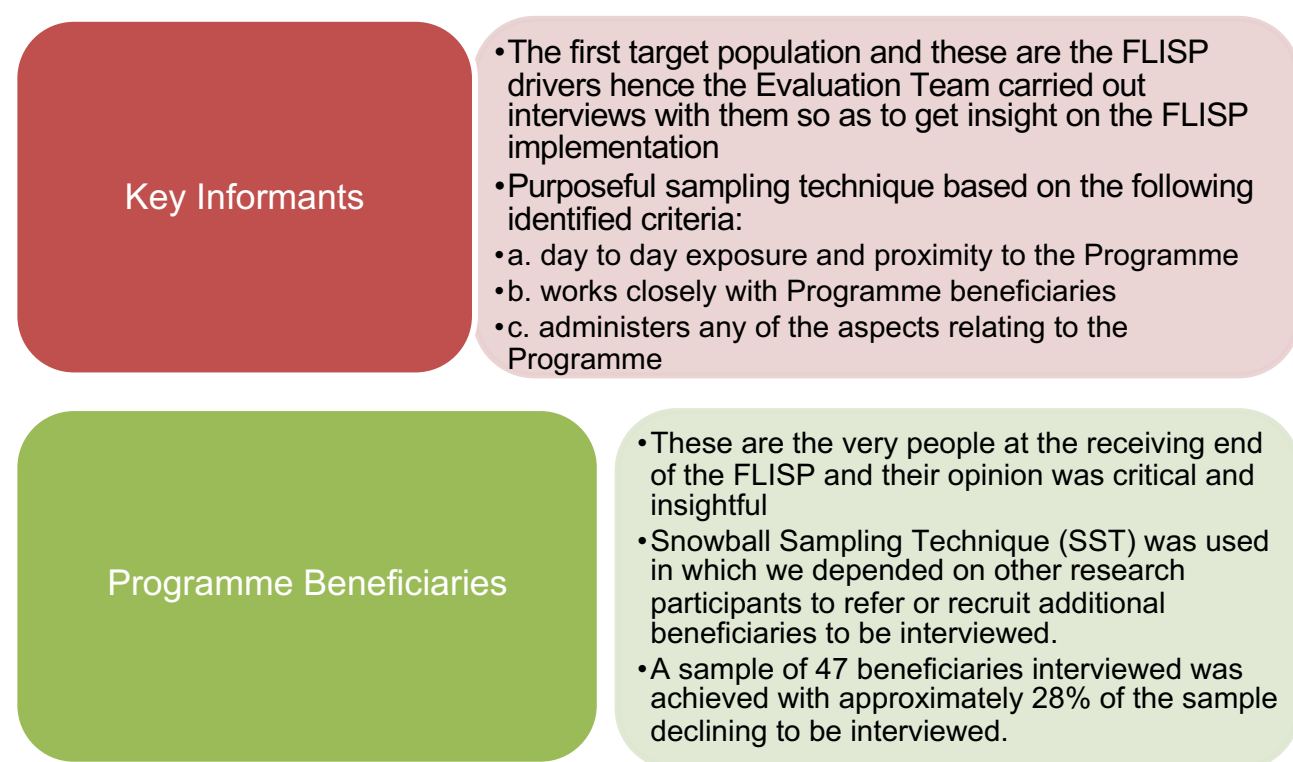 Key Informants
•The first target population and these are the FLISP
drivers hence the Evaluation Team carried out
interviews with them so as to get insight on the FLISP
implementation
•Purposeful sampling technique based on the following
identified criteria:
•a. day to day exposure and proximity to the Programme
•b. works closely with Programme beneficiaries
•c. administers any of the aspects relating to the
Programme
Programme Beneficiaries
•These are the very people at the receiving end
of the FLISP and their opinion was critical and
insightful
•Snowball Sampling Technique (SST) was used
in which we depended on other research
participants to refer or recruit additional
beneficiaries to be interviewed.
•A sample of 47 beneficiaries interviewed was
achieved with approximately 28% of the sample
declining to be interviewed.